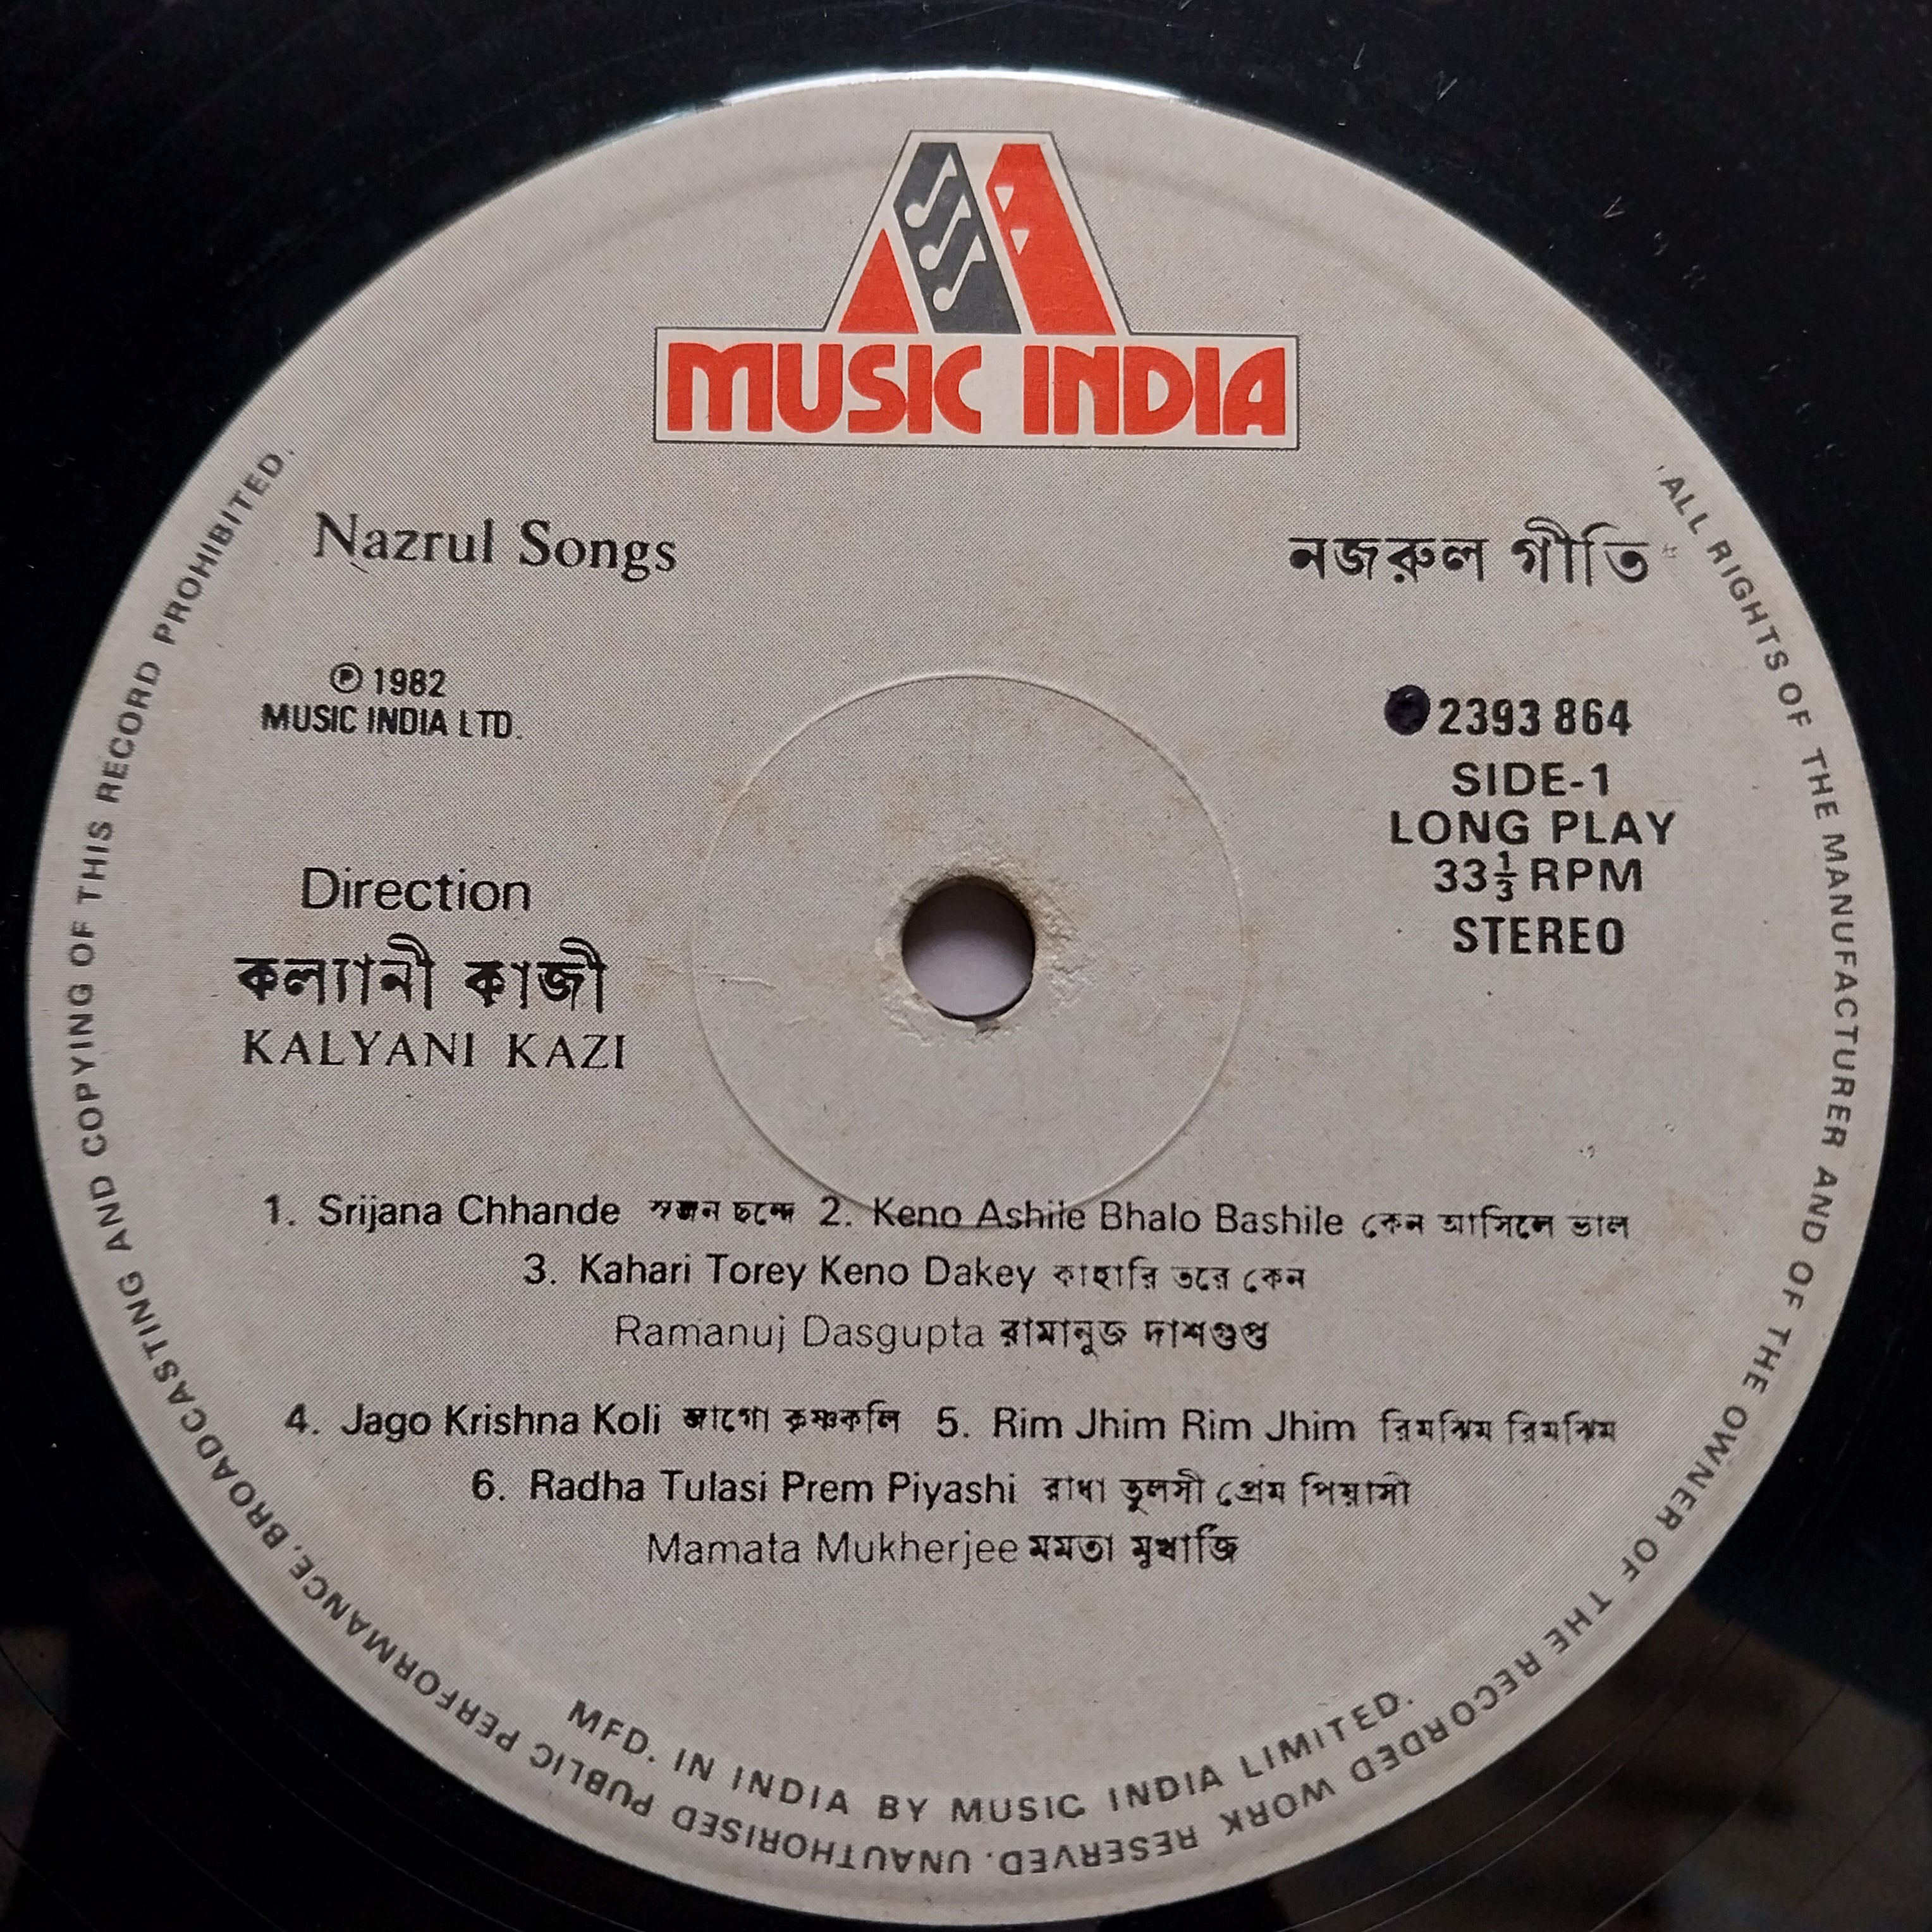 MUSIC INDIA
Nazrul Songs
নজরুল গীতি
℗ 1982
MUSIC INDIA LTD.
2393 864
SIDE-1
LONG PLAY
33⅓ RPM
STEREO
Direction
কল্যানী কাজী
KALYANI KAZI
1. Srijana Chhande সৃজন ছন্দে 2. Keno Ashile Bhalo Bashile কেন আসিলে ভাল
3. Kahari Torey Keno Dakey কাহারি তরে কেন
Ramanuj Dasgupta রামানুজ দাশগুপ্ত
4. Jago Krishna Koli জাগো কৃষ্ণকলি 5. Rim Jhim Rim Jhim রিমঝিম রিমঝিম
6. Radha Tulasi Prem Piyashi রাধা তুলসী প্রেম পিয়াসী
Mamata Mukherjee মমতা মুখার্জি
MFD. IN INDIA BY MUSIC INDIA LIMITED.
ALL RIGHTS OF THE MANUFACTURER AND OF THE OWNER OF THE RECORDED WORK RESERVED. UNAUTHORISED PUBLIC PERFORMANCE, BROADCASTING AND COPYING OF THIS RECORD PROHIBITED.